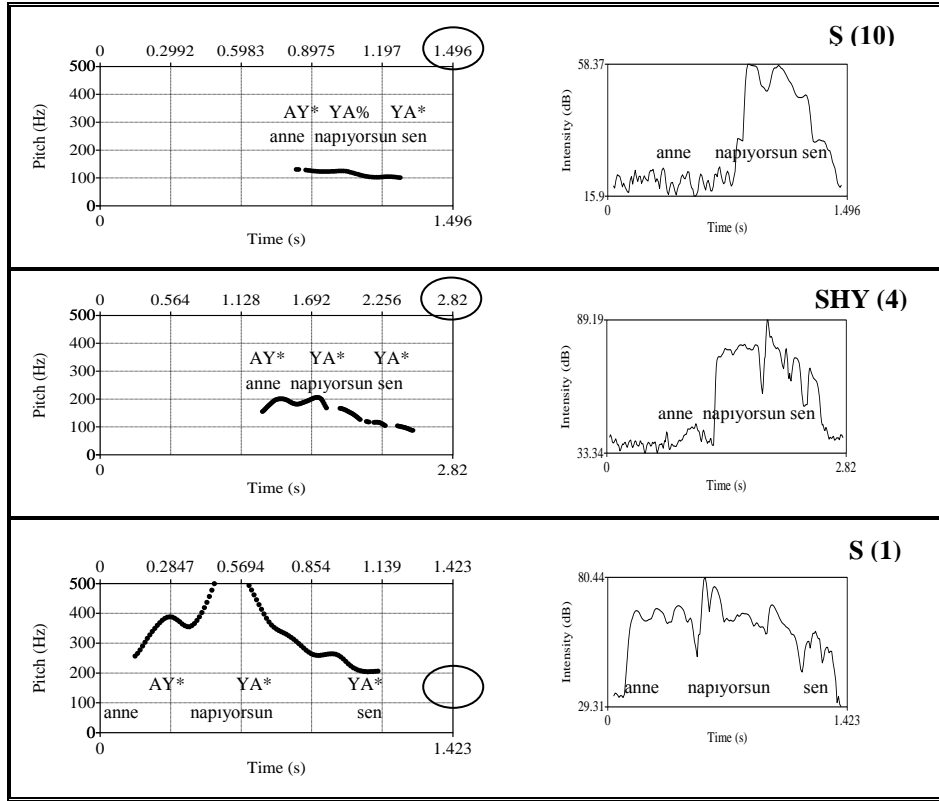 S (10)
0 0.2992 0.5983 0.8975 1.197 1.496
500
400
300
200
100
0
Pitch (Hz)
AY* YA% YA*
anne napıyorsun sen
0 1.496
Time (s)
58.37
15.9
Intensity (dB)
anne napıyorsun sen
0 1.496
Time (s)
SHY (4)
0 0.564 1.128 1.692 2.256 2.82
500
400
300
200
100
0
Pitch (Hz)
AY* YA* YA*
anne napıyorsun sen
0 2.82
Time (s)
89.19
33.34
Intensity (dB)
anne napıyorsun sen
0 2.82
Time (s)
S (1)
0 0.2847 0.5694 0.854 1.139 1.423
500
400
300
200
100
0
Pitch (Hz)
AY* YA* YA*
anne napıyorsun sen
0 1.423
Time (s)
80.44
29.31
Intensity (dB)
anne napıyorsun sen
0 1.423
Time (s)